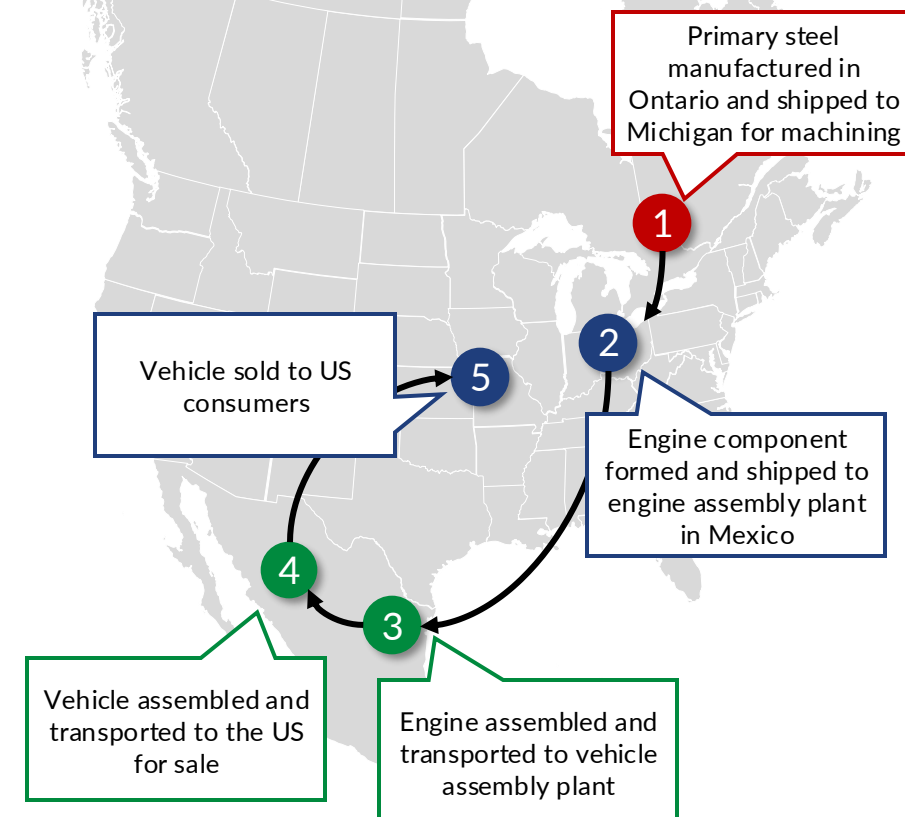 Primary steel
manufactured in
Ontario and shipped to
Michigan for machining
1
2
Engine component
formed and shipped to
engine assembly plant
in Mexico
Vehicle sold to US
consumers
5
4
3
Vehicle assembled and
transported to the US
for sale
Engine assembled and
transported to vehicle
assembly plant